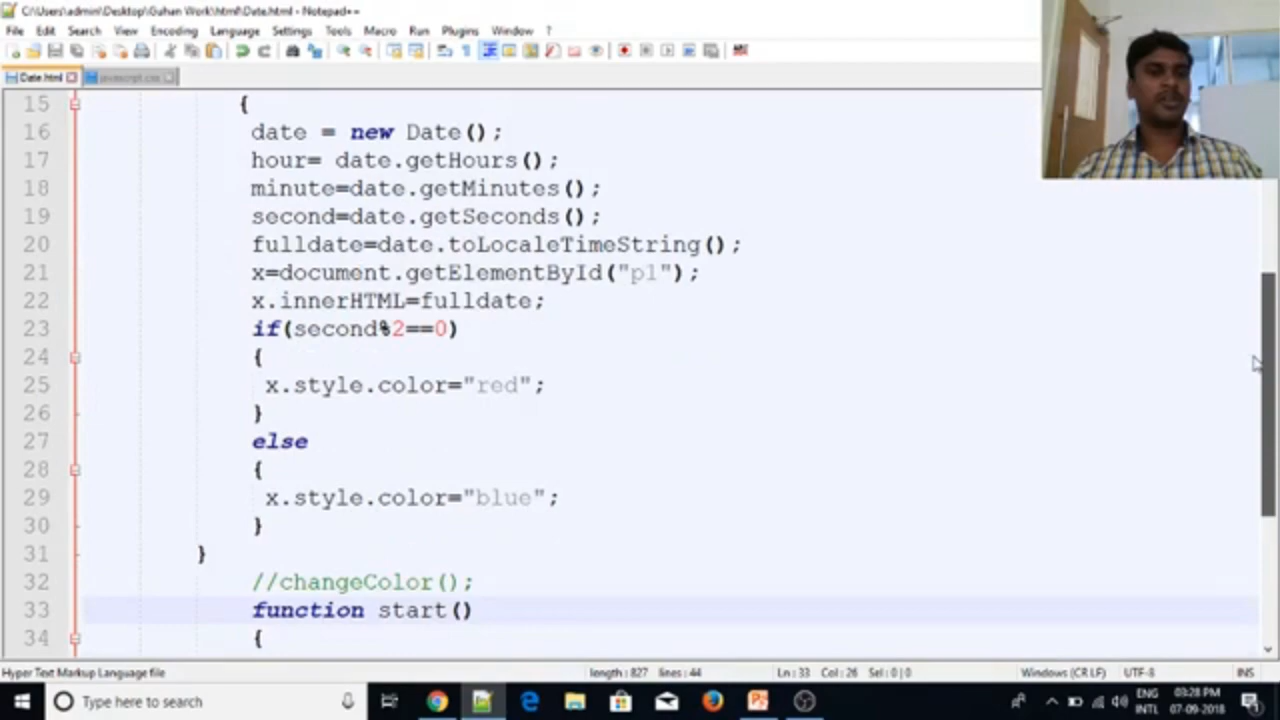 C:\Users\admin\Desktop\Gahan Work\html\Date.html - Notepad++
File Edit Search View Encoding Language Settings Tools Macro Run Plugins Window ?
Date.html javascript.css
15 {
16 date = new Date();
17 hour= date.getHours();
18 minute=date.getMinutes();
19 second=date.getSeconds();
20 fulldate=date.toLocaleTimeString();
21 x=document.getElementById("p1");
22 x.innerHTML=fulldate;
23 if(second%2==0)
24 {
25 x.style.color="red";
26 }
27 else
28 {
29 x.style.color="blue";
30 }
31 }
32 //changeColor();
33 function start()
34 {
Hyper Text Markup Language file length : 827 lines : 44 Ln : 33 Col : 26 Sel : 0 | 0 Windows (CR LF) UTF-8 INS
Type here to search
ENG
INTL
03:28 PM
07-09-2018